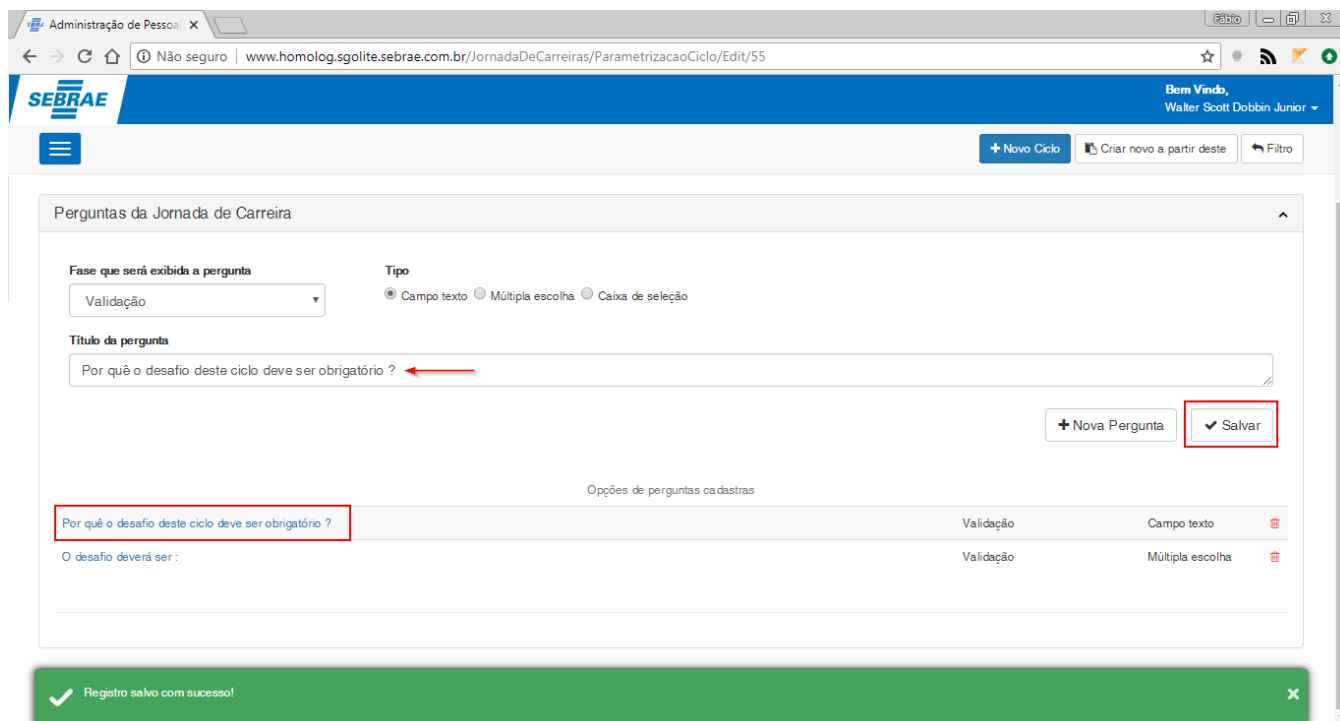 Administração de Pessoa
Fábio
Não seguro | www.homolog.sgolite.sebrae.com.br/JornadaDeCarreiras/ParametrizacaoCiclo/Edit/55
SEBRAE
Bem Vindo,
Walter Scott Dobbin Junior
+ Novo Ciclo Criar novo a partir deste Filtro
Perguntas da Jornada de Carreira
Fase que será exibida a pergunta Tipo
Validação Campo texto Múltipla escolha Caixa de seleção
Título da pergunta
Por quê o desafio deste ciclo deve ser obrigatório ?
+ Nova Pergunta Salvar
Opções de perguntas cadastras
Por quê o desafio deste ciclo deve ser obrigatório ? Validação Campo texto
O desafio deverá ser : Validação Múltipla escolha
Registro salvo com sucesso!